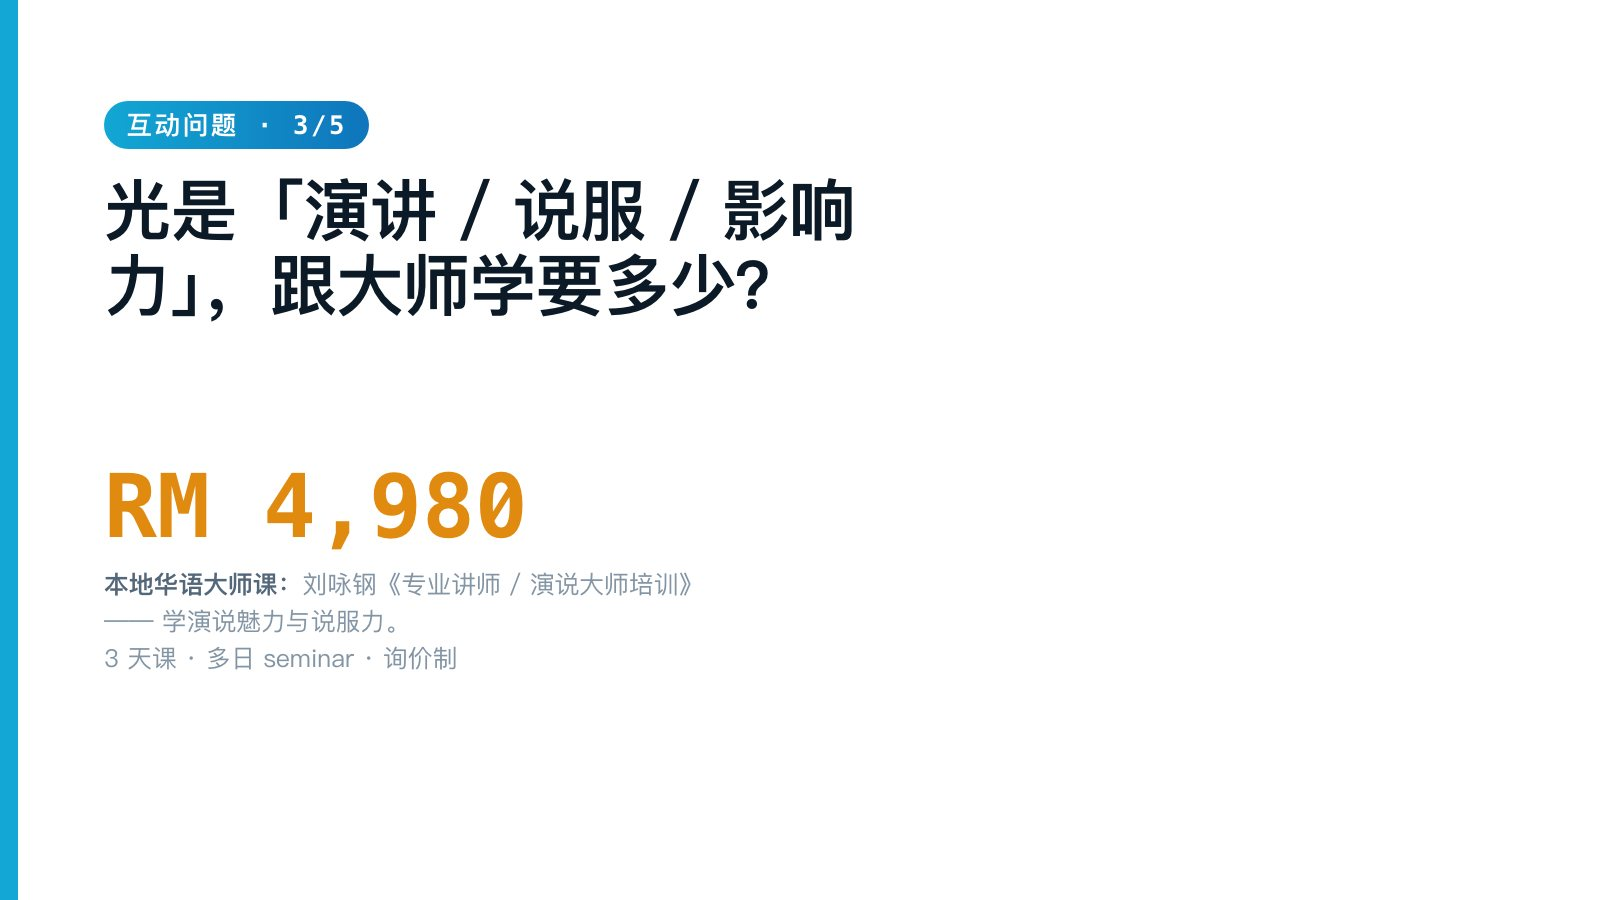 互动问题 · 3/5
光是「演讲 / 说服 / 影响
力」，跟大师学要多少？
RM 4,980
本地华语大师课：刘咏钢《专业讲师 / 演说大师培训》
—— 学演说魅力与说服力。
3 天课 · 多日 seminar · 询价制